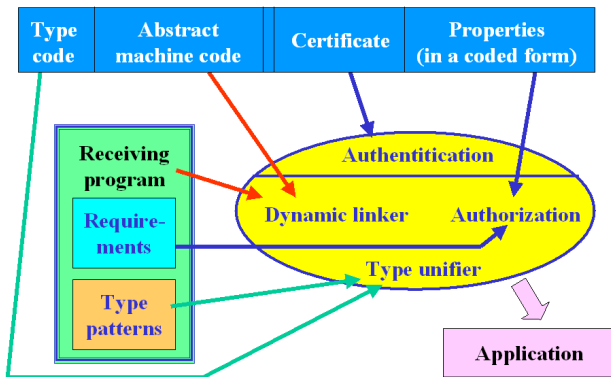 Type
code
Abstract
machine code
Certificate
Properties
(in a coded form)
Receiving
program
Require-
ments
Type
patterns
Authentitication
Dynamic linker
Authorization
Type unifier
Application